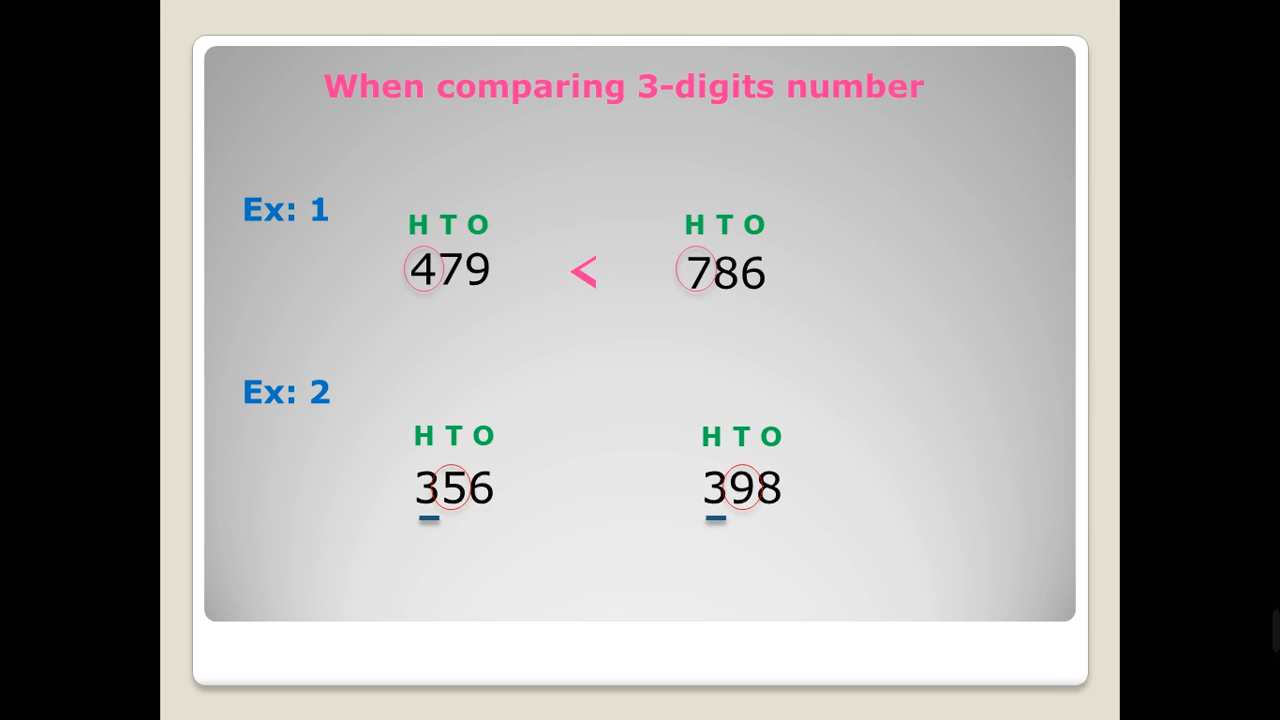 When comparing 3-digits number
Ex: 1
H T O H T O
479 < 786
Ex: 2
H T O H T O
356 398